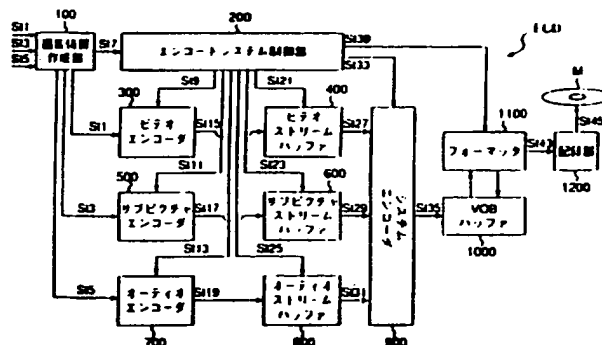 100
200
ECD
St1
St3
St5
編集情報
作成部
St7
エンコードシステム制御部
St39
St33
St9
St21
M
300
400
1100
St45
St1
ビデオ
エンコーダ
St15
ビデオ
ストリーム
バッファ
St27
フォーマッタ
St43
記録部
1200
St11
St23
500
600
St3
サブピクチャ
エンコーダ
St17
サブピクチャ
ストリーム
バッファ
St29
システム
エンコーダ
St35
VOB
バッファ
1000
St13
St25
St5
オーディオ
エンコーダ
St19
オーディオ
ストリーム
バッファ
St31
700
800
900